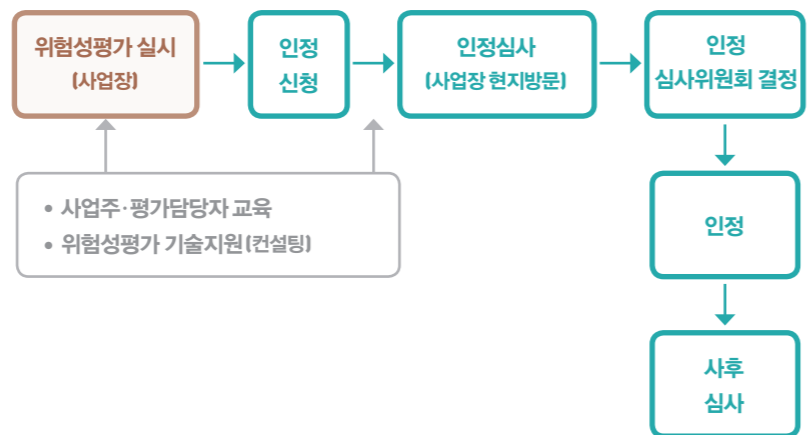 위험성평가 실시
(사업장)
인정
신청
인정심사
(사업장 현지방문)
인정
심사위원회 결정
• 사업주·평가담당자 교육
• 위험성평가 기술지원(컨설팅)
인정
사후
심사